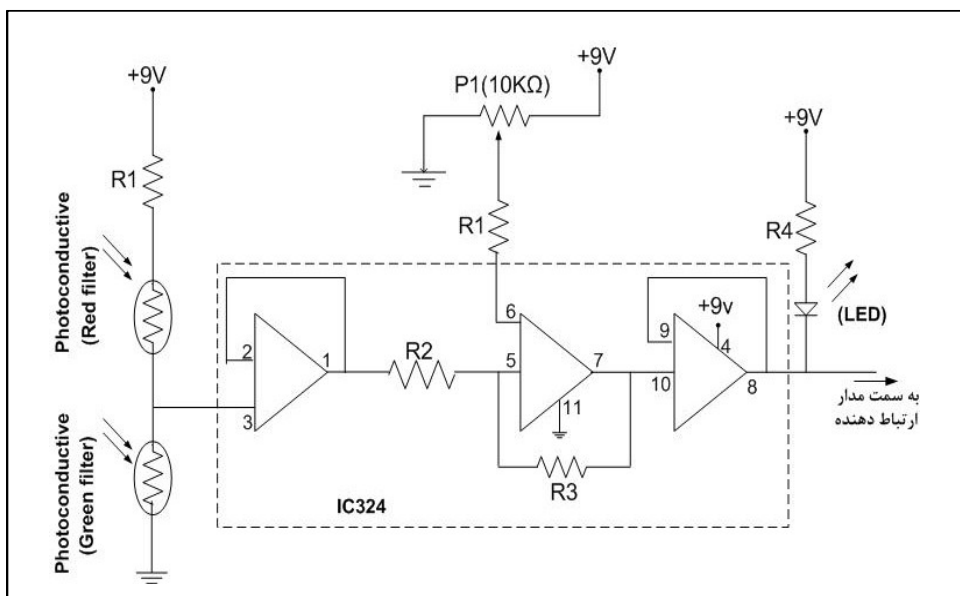 +9V
R1
Photoconductive
(Red filter)
Photoconductive
(Green filter)
P1(10KΩ)
+9V
R1
+9V
R4
(LED)
2
3
1
R2
6
5
7
11
R3
9
10
+9v
4
8
IC324
به سمت مدار
ارتباط دهنده